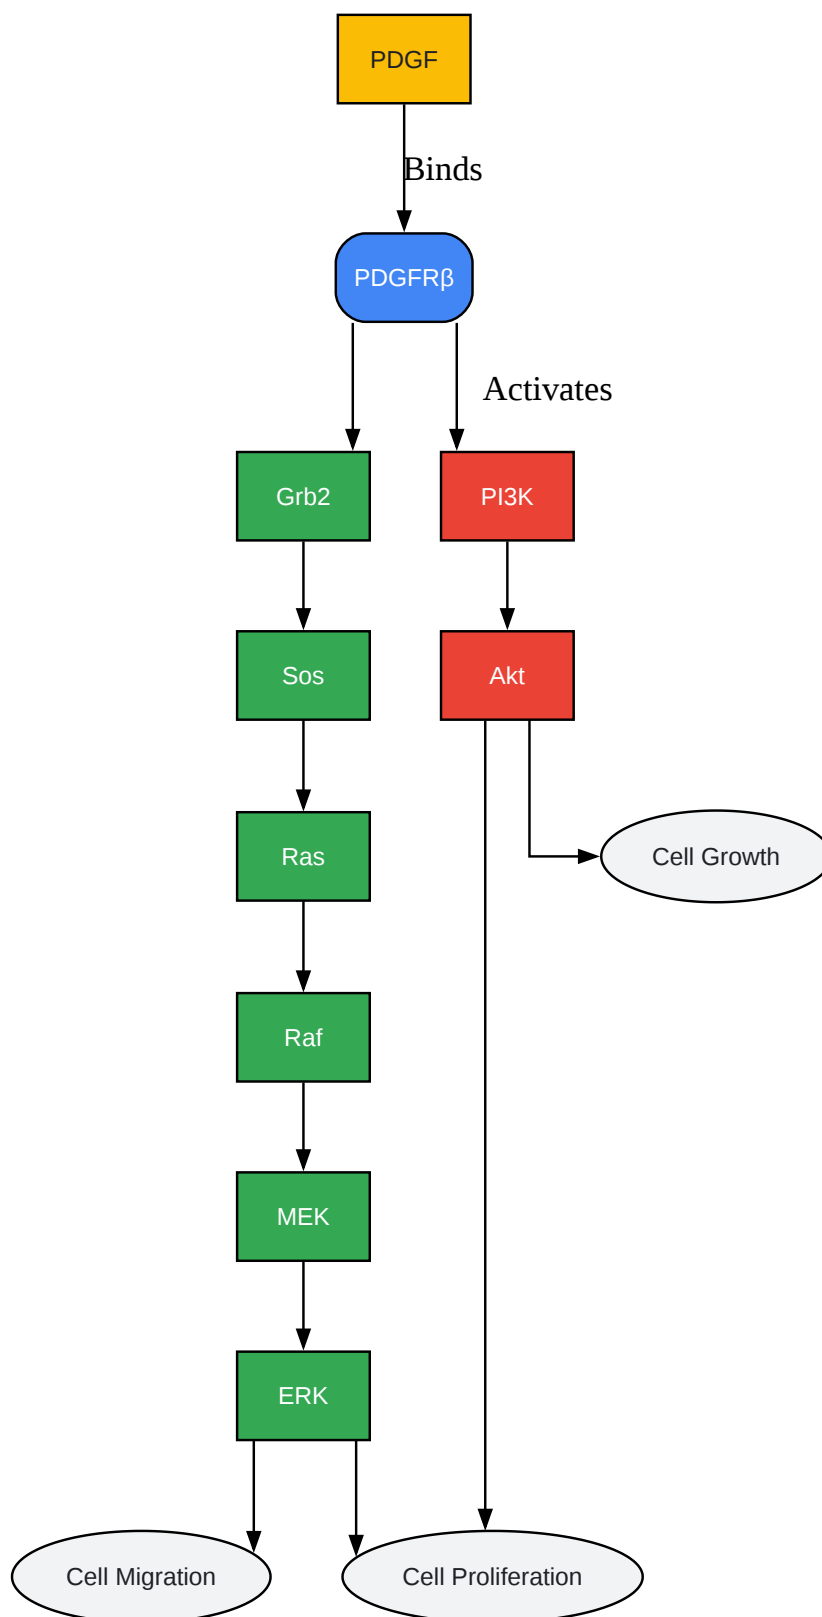 PDGF
Binds
PDGFRβ
Activates
Grb2
PI3K
Sos
Akt
Ras
Cell Growth
Raf
MEK
ERK
Cell Migration
Cell Proliferation